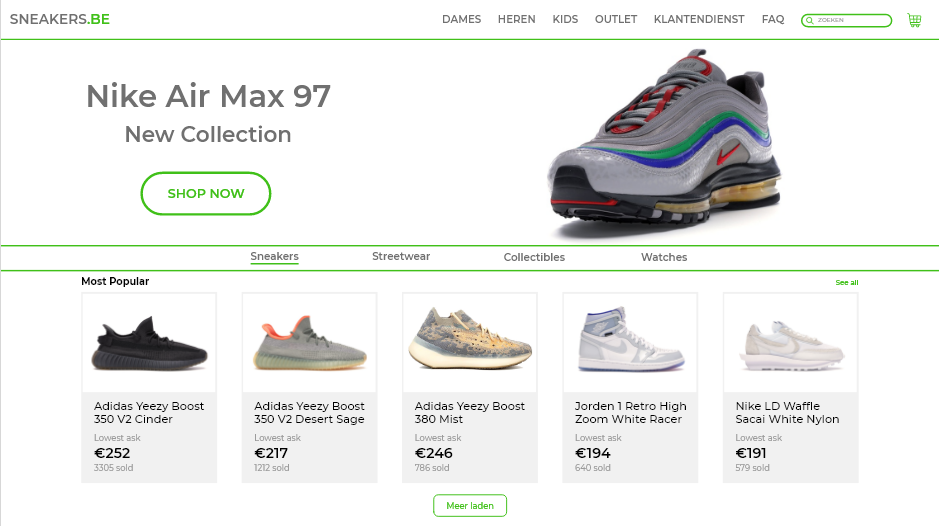 SNEAKERS.BE
DAMES HEREN KIDS OUTLET KLANTENDIENST FAQ ZOEKEN
Nike Air Max 97
New Collection
SHOP NOW
Sneakers Streetwear Collectibles Watches
Most Popular See all
Adidas Yeezy Boost
350 V2 Cinder
Lowest ask
€252
3305 sold
Adidas Yeezy Boost
350 V2 Desert Sage
Lowest ask
€217
1212 sold
Adidas Yeezy Boost
380 Mist
Lowest ask
€246
786 sold
Jorden 1 Retro High
Zoom White Racer
Lowest ask
€194
640 sold
Nike LD Waffle
Sacai White Nylon
Lowest ask
€191
579 sold
Meer laden